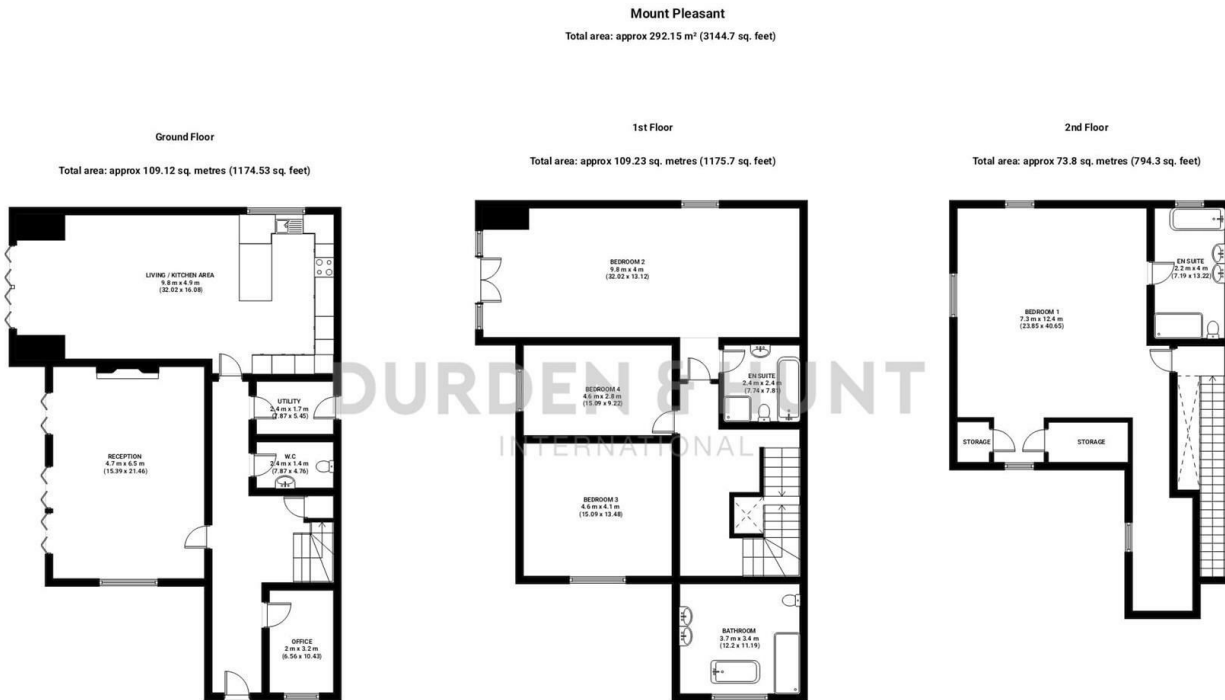 Mount Pleasant
Total area: approx 292.15 m² (3144.7 sq. feet)
Ground Floor
Total area: approx 109.12 sq. metres (1174.53 sq. feet)
LIVING / KITCHEN AREA
9.8 m x 4.9 m
(32.02 x 16.08)
UTILITY
2.4 m x 1.7 m
(7.87 x 5.45)
RECEPTION
4.7 m x 6.5 m
(15.39 x 21.46)
W.C
2.4 m x 1.4 m
(7.87 x 4.76)
OFFICE
2 m x 3.2 m
(6.56 x 10.43)
1st Floor
Total area: approx 109.23 sq. metres (1175.7 sq. feet)
BEDROOM 2
9.8 m x 4 m
(32.02 x 13.12)
BEDROOM 4
4.6 m x 2.8 m
(15.09 x 9.22)
EN SUITE
2.4 m x 2.4 m
(7.74 x 7.81)
BEDROOM 3
4.6 m x 4.1 m
(15.09 x 13.48)
BATHROOM
3.7 m x 3.4 m
(12.2 x 11.19)
2nd Floor
Total area: approx 73.8 sq. metres (794.3 sq. feet)
EN SUITE
2.2 m x 4 m
(7.19 x 13.22)
BEDROOM 1
7.3 m x 12.4 m
(23.85 x 40.65)
STORAGE
STORAGE
DURDEN & HUNT
INTERNATIONAL